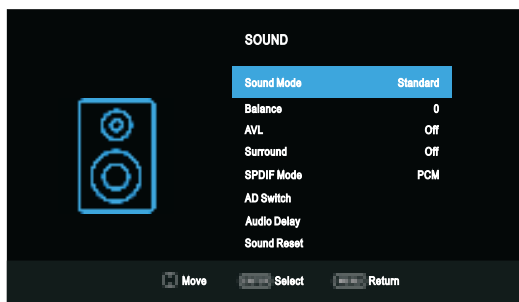 SOUND
Sound Mode Standard
Balance 0
AVL Off
Surround Off
SPDIF Mode PCM
AD Switch
Audio Delay
Sound Reset
Move Select Return